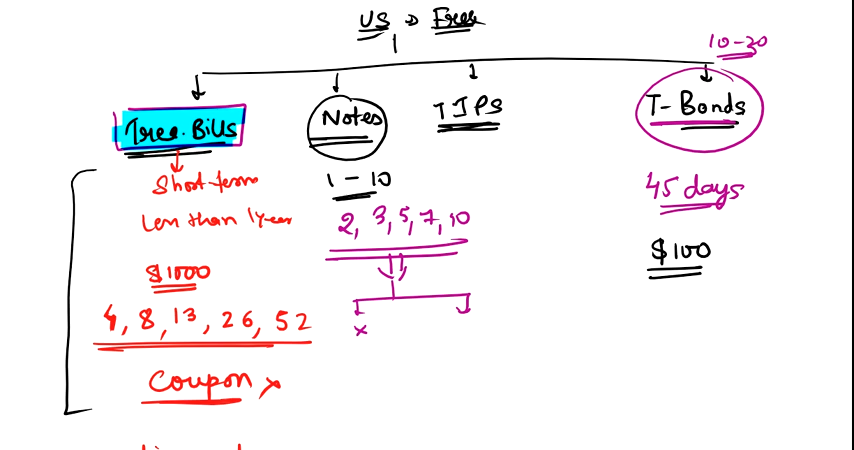 US → Free
10-30
Trea. Bills
Notes
TIPS
T-Bonds
Short-term
Less than 1 year
$1000
4, 8, 13, 26, 52
Coupon x
1-10
2, 3, 5, 7, 10
x
45 days
$100